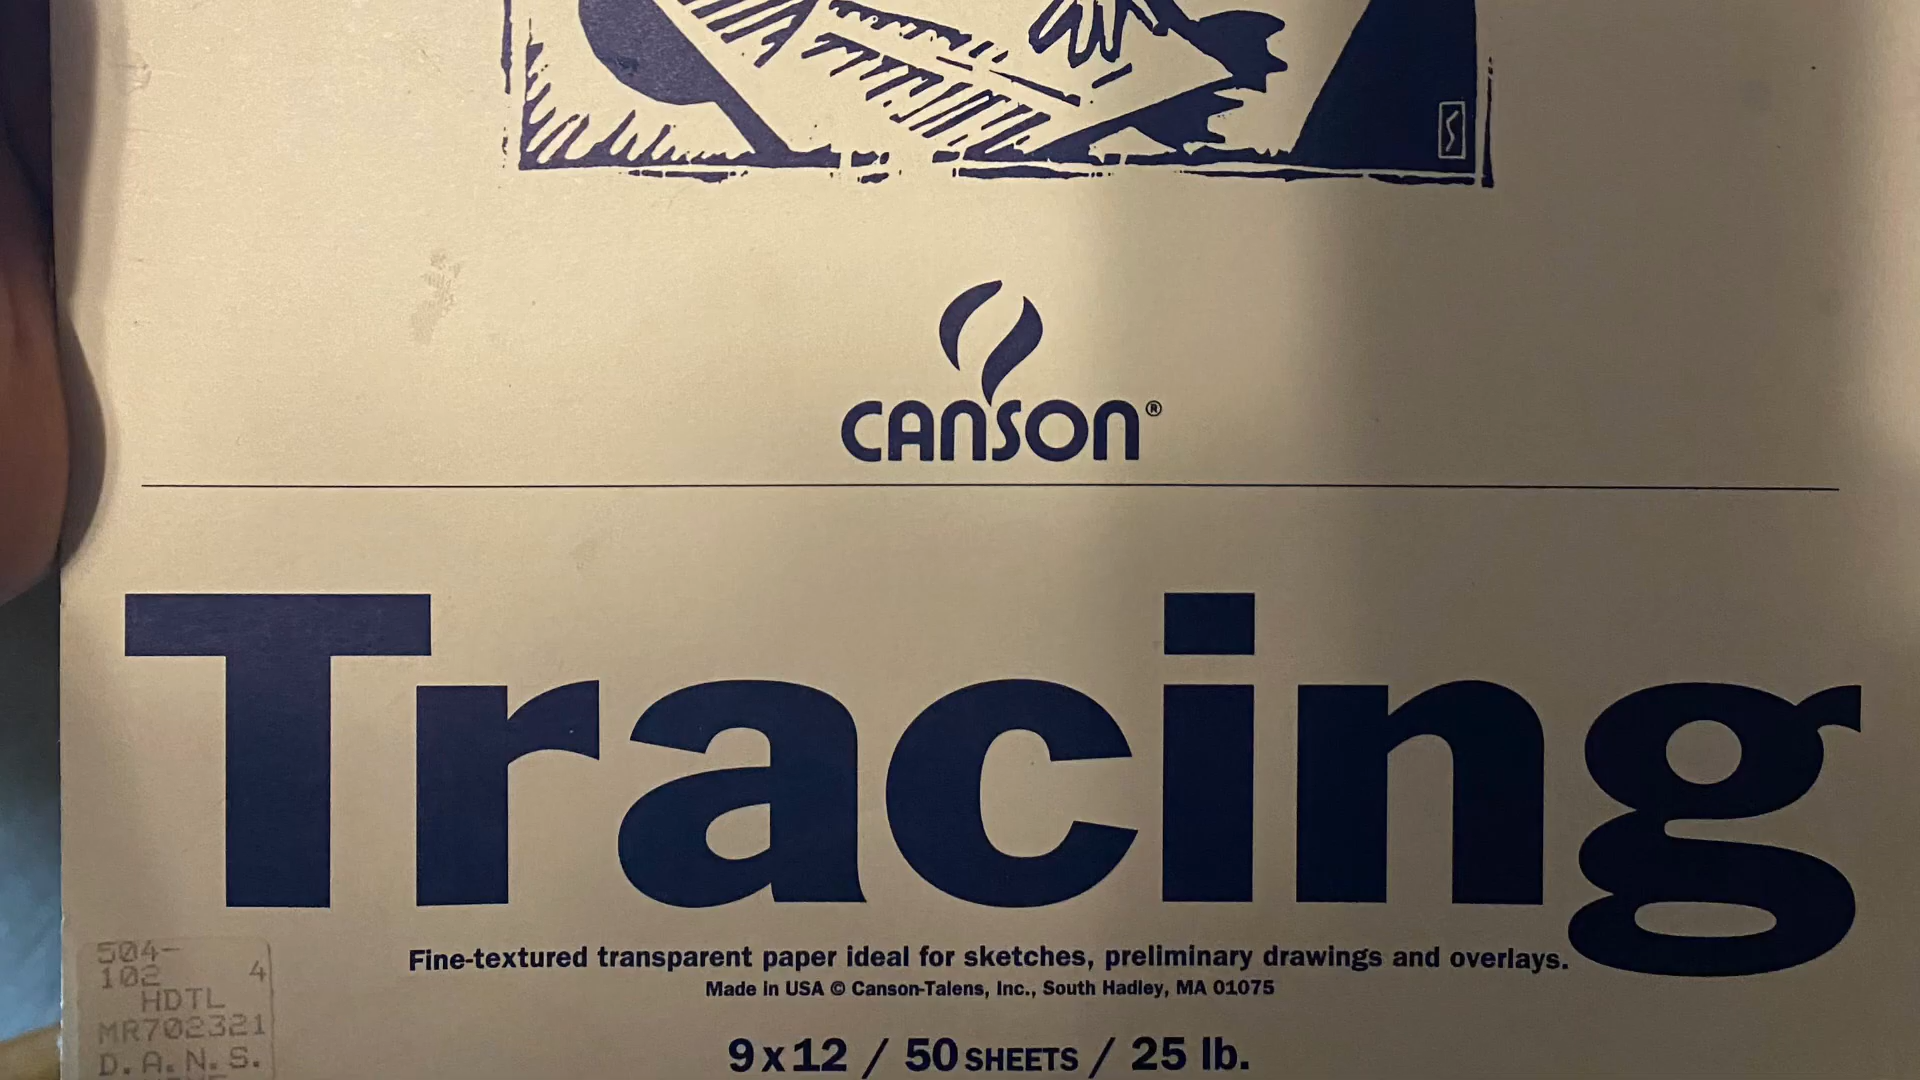 S
CANSON®
Tracing
Fine-textured transparent paper ideal for sketches, preliminary drawings and overlays.
Made in USA © Canson-Talens, Inc., South Hadley, MA 01075
9 x 12 / 50 SHEETS / 25 lb.
504-
102 4
HDTL
MR702321
D.A.N.S.